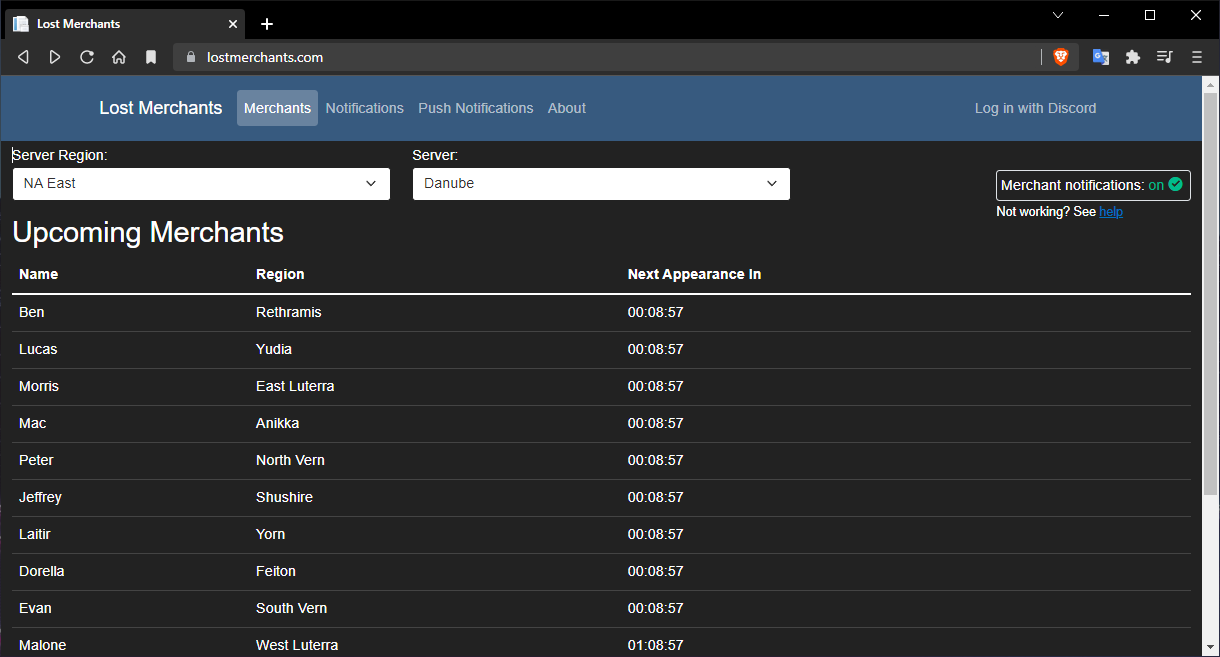 Lost Merchants
lostmerchants.com
Lost Merchants Merchants Notifications Push Notifications About Log in with Discord
Server Region: Server:
NA East Danube
Merchant notifications: on
Not working? See help
Upcoming Merchants
Name Region Next Appearance In
Ben Rethramis 00:08:57
Lucas Yudia 00:08:57
Morris East Luterra 00:08:57
Mac Anikka 00:08:57
Peter North Vern 00:08:57
Jeffrey Shushire 00:08:57
Laitir Yorn 00:08:57
Dorella Feiton 00:08:57
Evan South Vern 00:08:57
Malone West Luterra 01:08:57